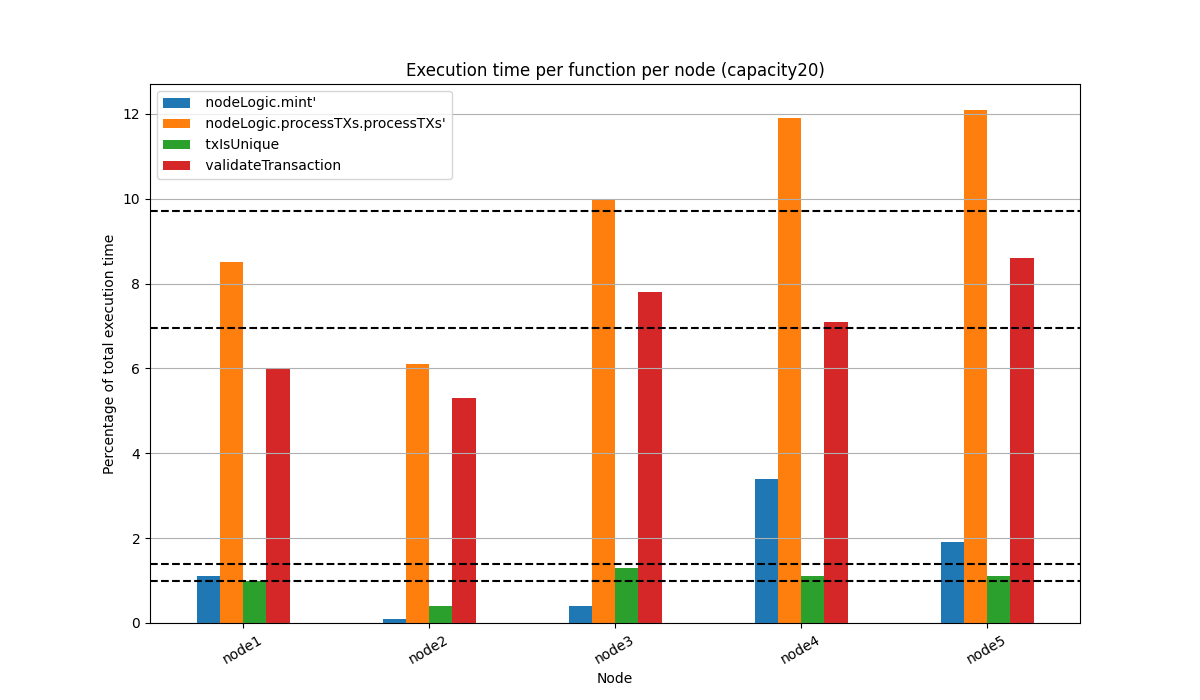 Execution time per function per node (capacity20)
nodeLogic.mint'
nodeLogic.processTXs.processTXs'
txIsUnique
validateTransaction
Percentage of total execution time
12
10
8
6
4
2
0
node1
node2
node3
node4
node5
Node